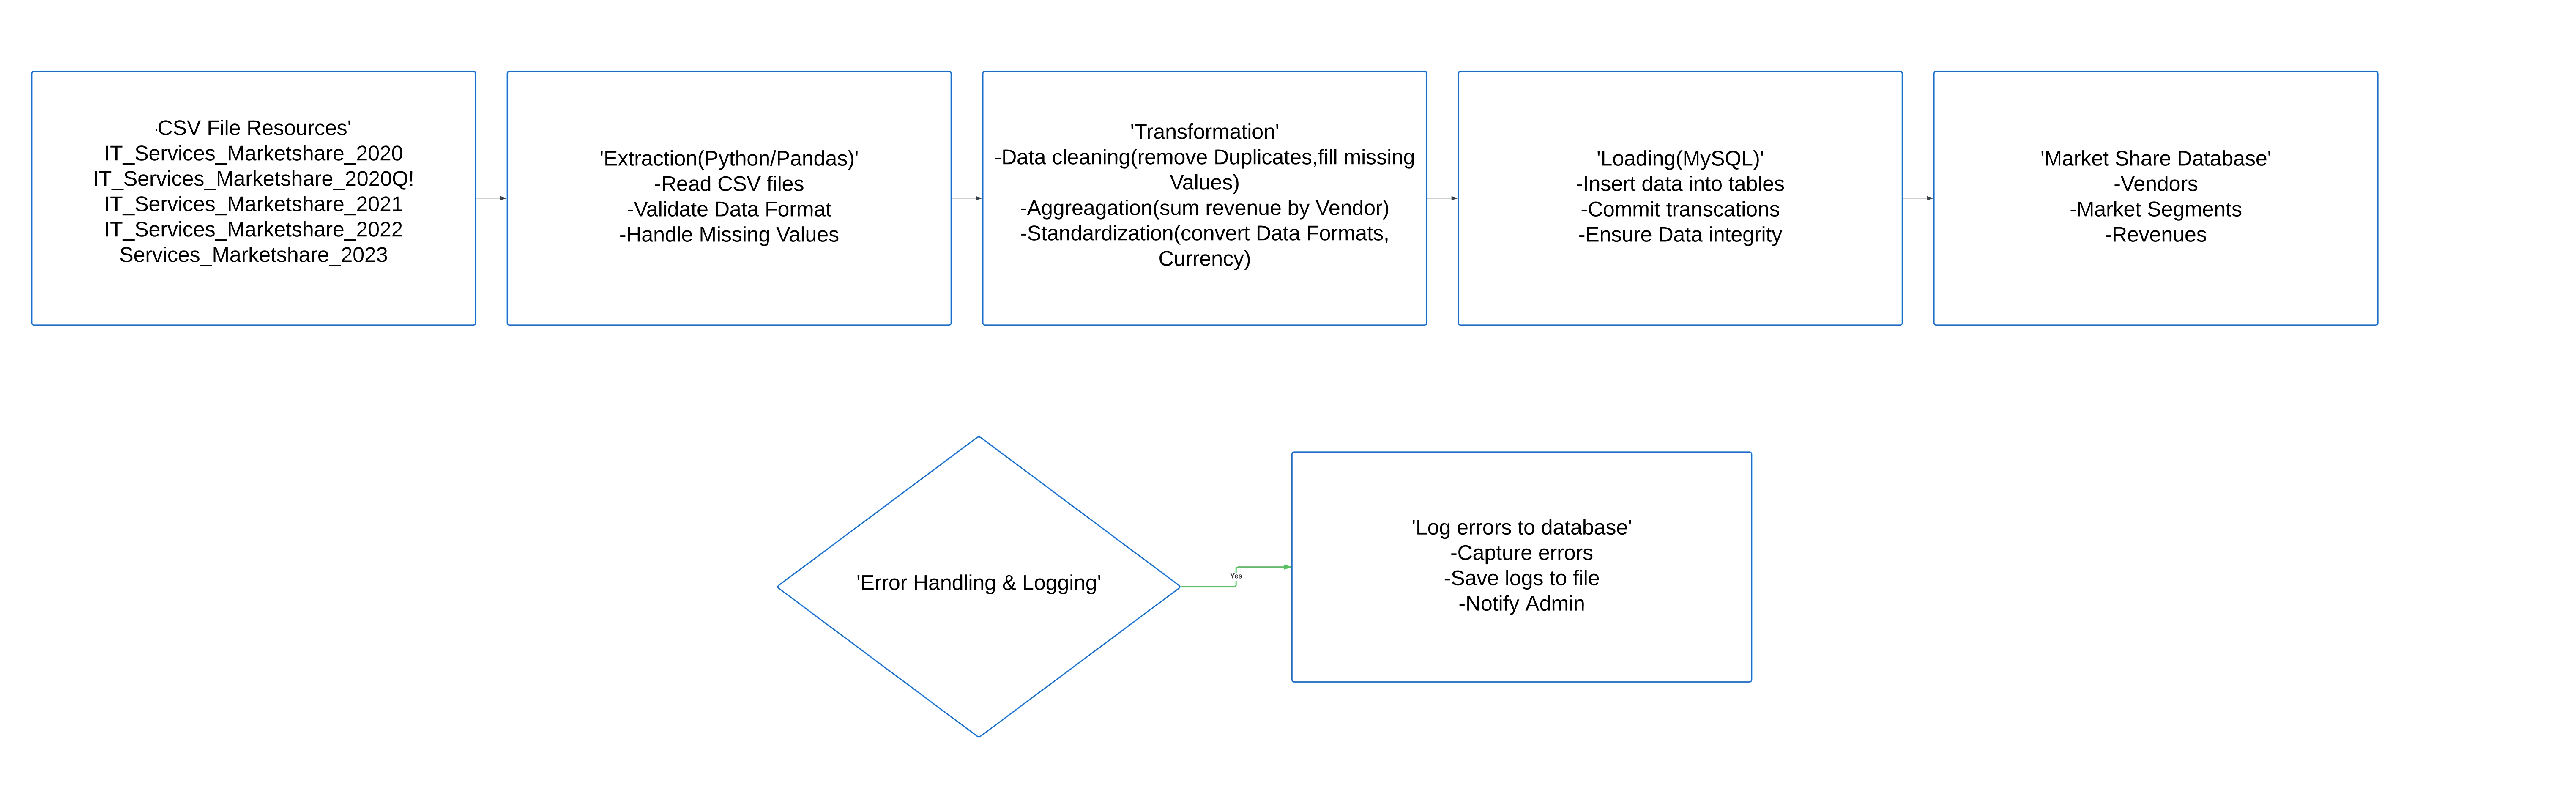 CSV File Resources'
IT_Services_Marketshare_2020
IT_Services_Marketshare_2020Q!
IT_Services_Marketshare_2021
IT_Services_Marketshare_2022
Services_Marketshare_2023
'Extraction(Python/Pandas)'
-Read CSV files
-Validate Data Format
-Handle Missing Values
'Transformation'
-Data cleaning(remove Duplicates,fill missing
Values)
-Aggreagation(sum revenue by Vendor)
-Standardization(convert Data Formats,
Currency)
'Loading(MySQL)'
-Insert data into tables
-Commit transcations
-Ensure Data integrity
'Market Share Database'
-Vendors
-Market Segments
-Revenues
'Error Handling & Logging'
Yes
'Log errors to database'
-Capture errors
-Save logs to file
-Notify Admin